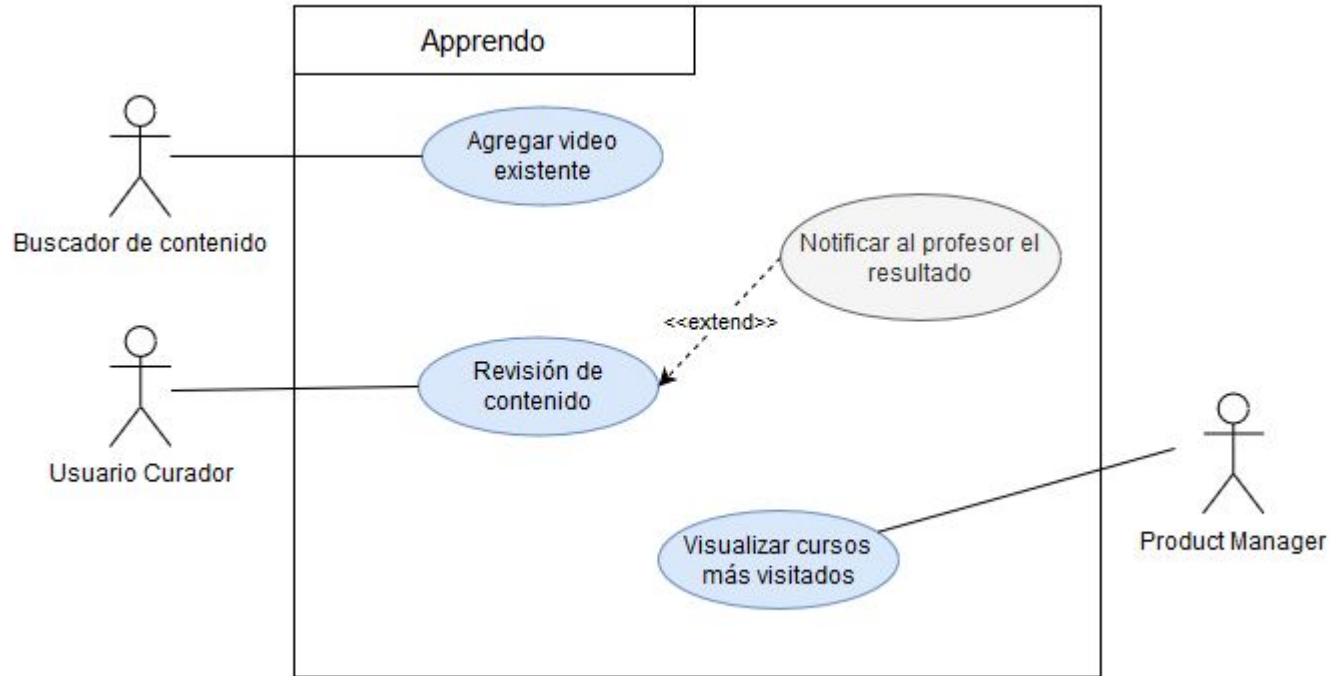 Apprendo
Agregar video
existente
Buscador de contenido
Notificar al profesor el
resultado
<<extend>>
Revisión de
contenido
Usuario Curador
Visualizar cursos
más visitados
Product Manager